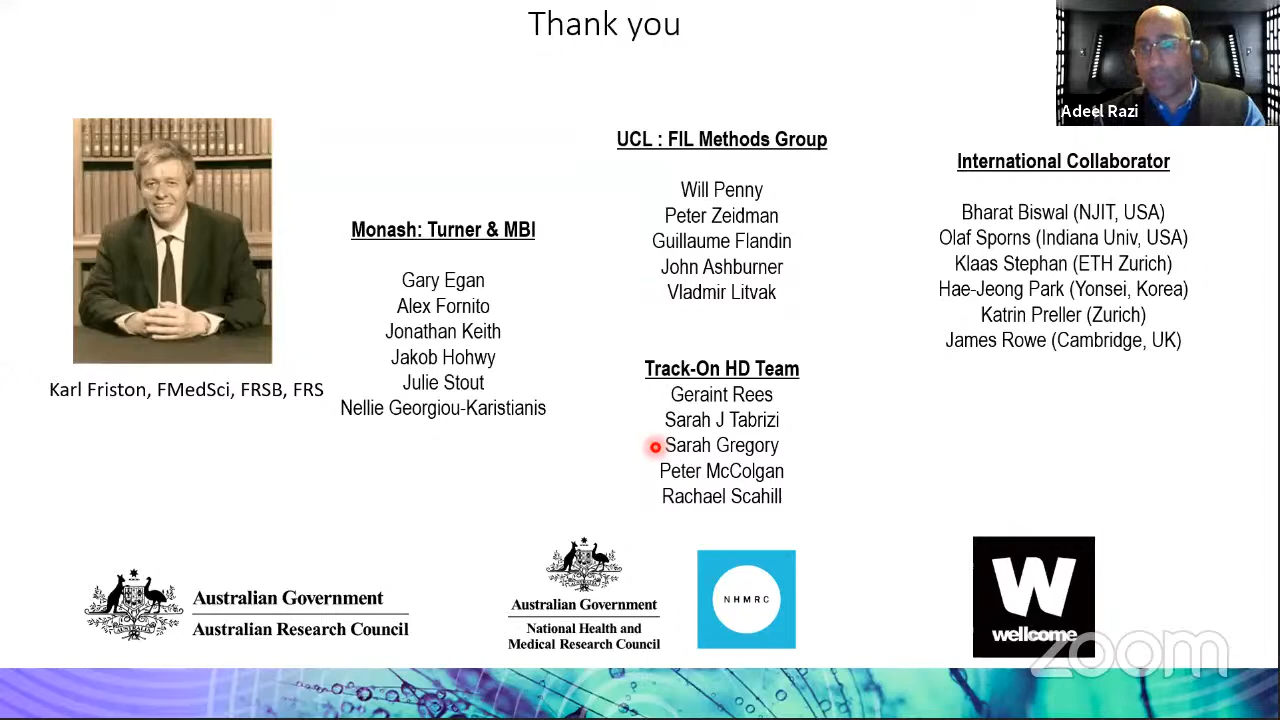 Thank you
Adeel Razi
Karl Friston, FMedSci, FRSB, FRS
Monash: Turner & MBI
Gary Egan
Alex Fornito
Jonathan Keith
Jakob Hohwy
Julie Stout
Nellie Georgiou-Karistianis
UCL : FIL Methods Group
Will Penny
Peter Zeidman
Guillaume Flandin
John Ashburner
Vladmir Litvak
Track-On HD Team
Geraint Rees
Sarah J Tabrizi
Sarah Gregory
Peter McColgan
Rachael Scahill
International Collaborator
Bharat Biswal (NJIT, USA)
Olaf Sporns (Indiana Univ, USA)
Klaas Stephan (ETH Zurich)
Hae-Jeong Park (Yonsei, Korea)
Katrin Preller (Zurich)
James Rowe (Cambridge, UK)
Australian Government
Australian Research Council
Australian Government
National Health and
Medical Research Council
NHMRC
W
wellcome
zoom